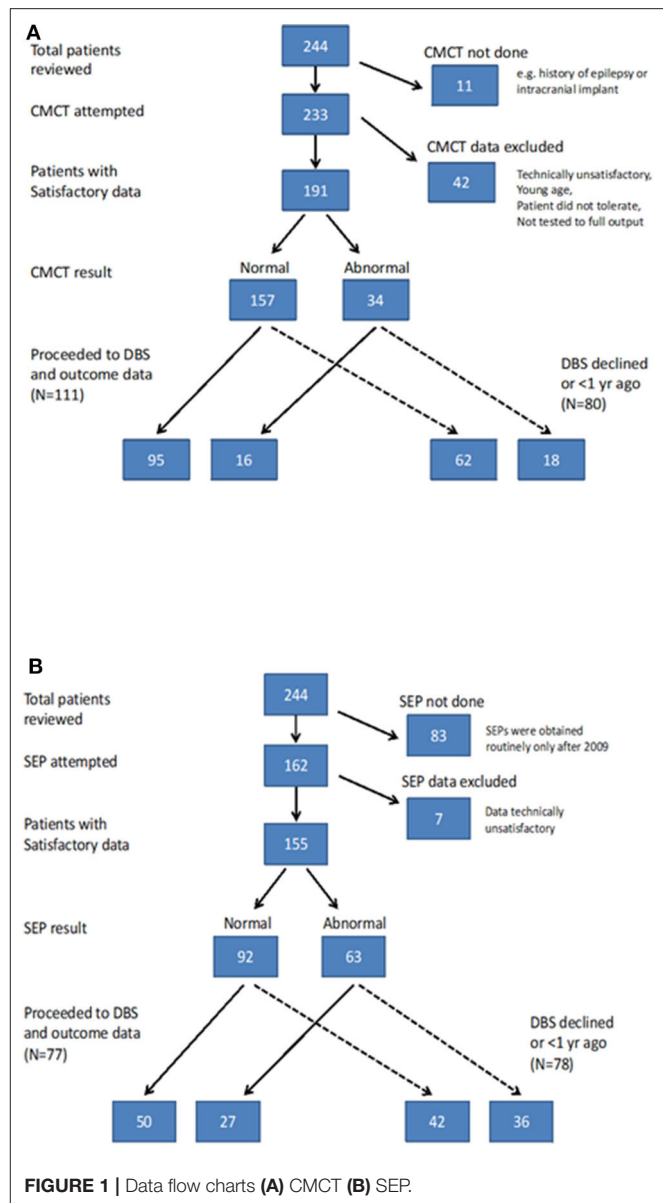 A
Total patients
reviewed
244
CMCT not done
11
e.g. history of epilepsy or
intracranial implant
CMCT attempted
233
CMCT data excluded
42
Technically unsatisfactory,
Young age,
Patient did not tolerate,
Not tested to full output
Patients with
Satisfactory data
191
CMCT result
Normal
Abnormal
157
34
Proceeded to DBS
and outcome data
(N=111)
DBS declined
or <1 yr ago
(N=80)
95
16
62
18
B
Total patients
reviewed
244
SEP not done
83
SEPs were obtained
routinely only after 2009
SEP attempted
162
SEP data excluded
7
Data technically
unsatisfactory
Patients with
Satisfactory data
155
SEP result
Normal
Abnormal
92
63
Proceeded to DBS
and outcome data
(N=77)
DBS declined
or <1 yr ago
(N=78)
50
27
42
36
FIGURE 1 | Data flow charts (A) CMCT (B) SEP.